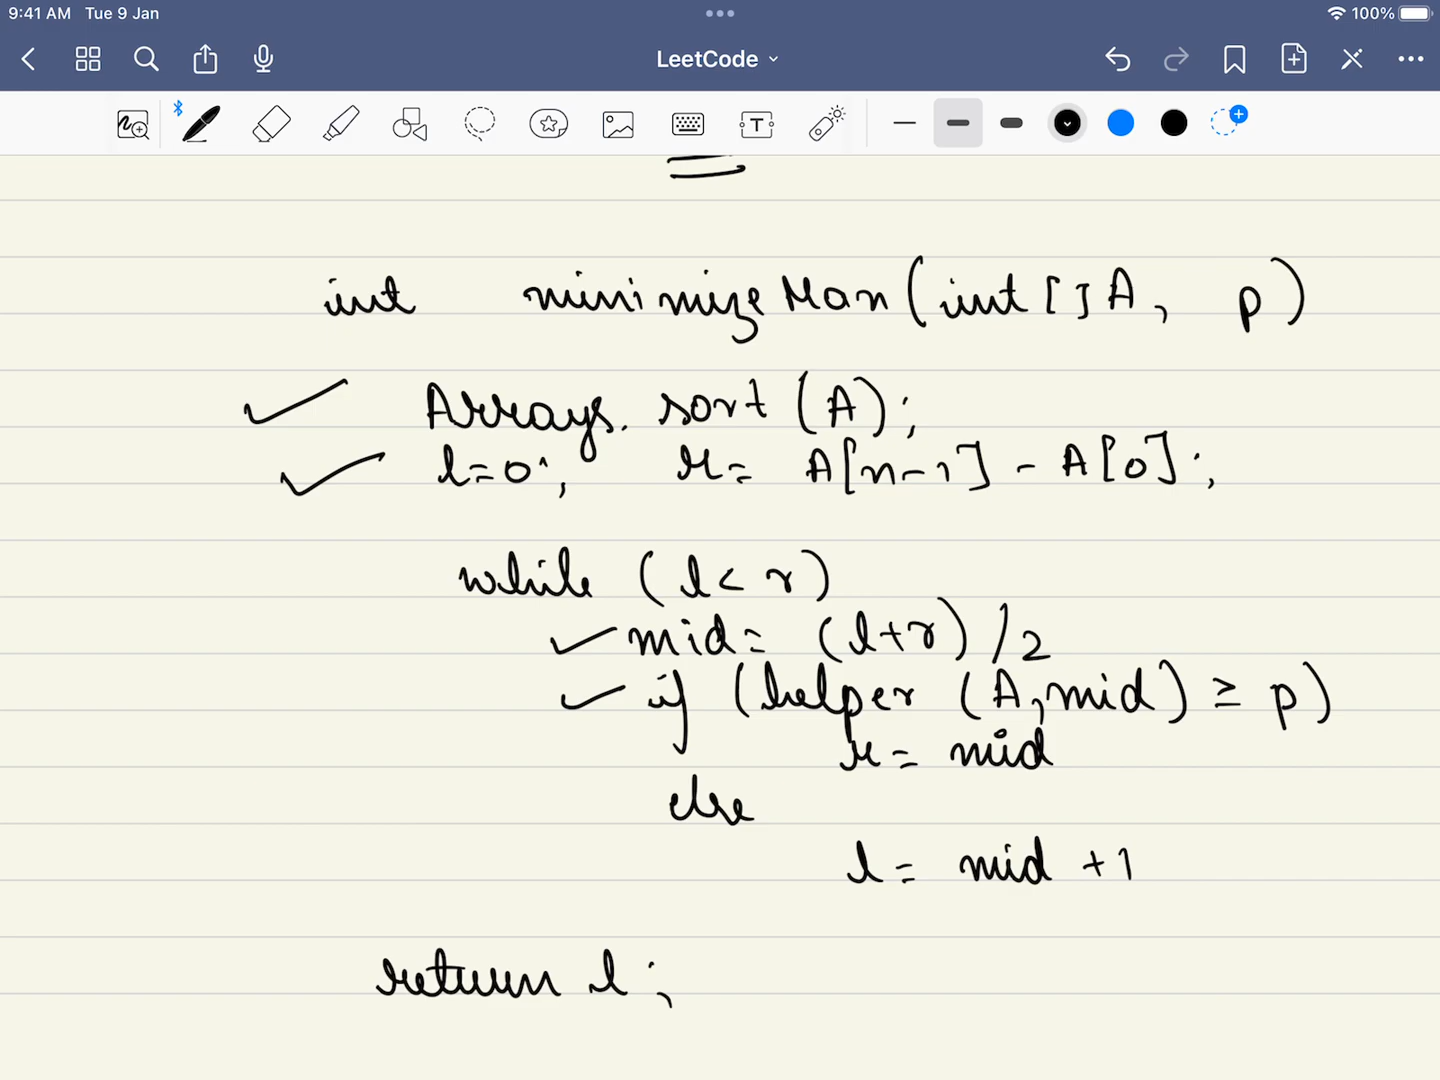 9:41 AM Tue 9 Jan
100%
LeetCode
T
int minimizeMax(int[]A, p)
Arrays. sort (A);
l=0; r= A[n-1] - A[0];
while (l< r)
mid= (l+r) /2
if (helper (A,mid) ≥ p)
r= mid
else
l= mid +1
return l;